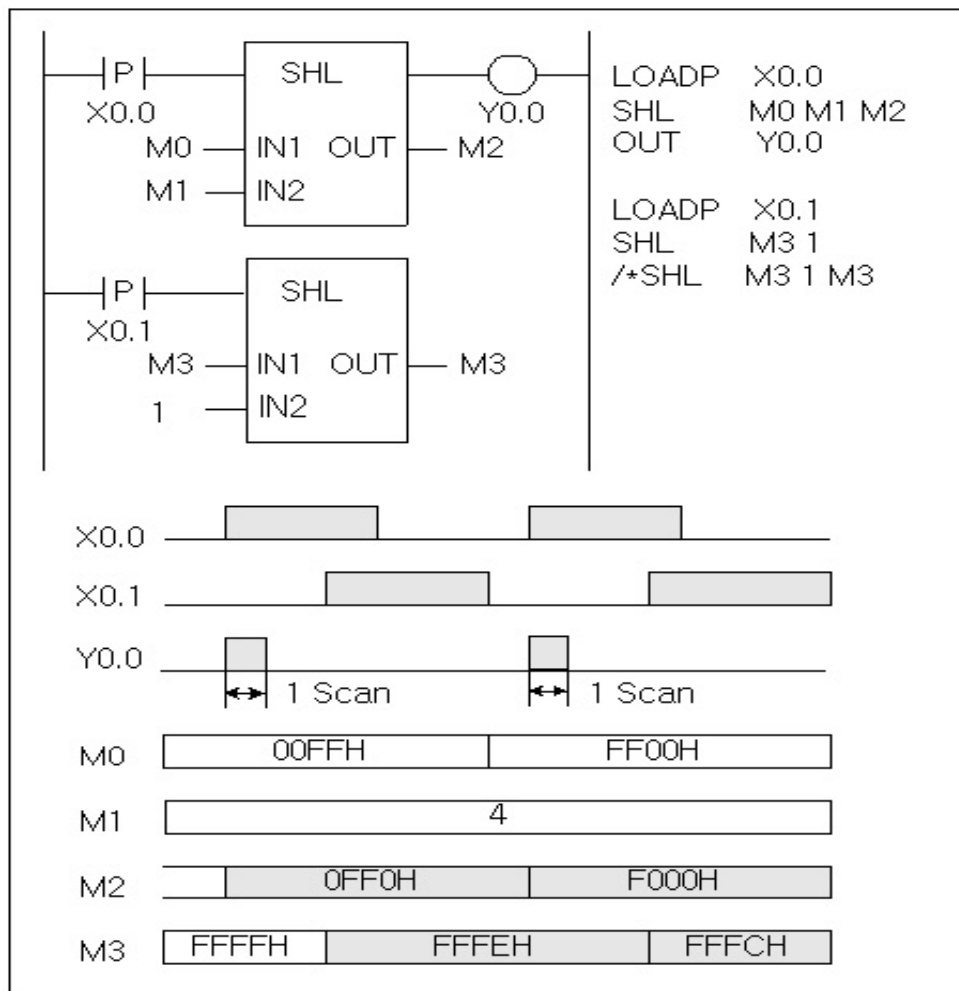 P
SHL
X0.0
Y0.0
M0
IN1
OUT
M2
M1
IN2
P
SHL
X0.1
M3
IN1
OUT
M3
1
IN2
LOADP X0.0
SHL M0 M1 M2
OUT Y0.0
LOADP X0.1
SHL M3 1
/*SHL M3 1 M3
X0.0
X0.1
Y0.0
1 Scan
1 Scan
M0
00FFH
FF00H
M1
4
M2
0FF0H
F000H
M3
FFFFH
FFFEH
FFFCH